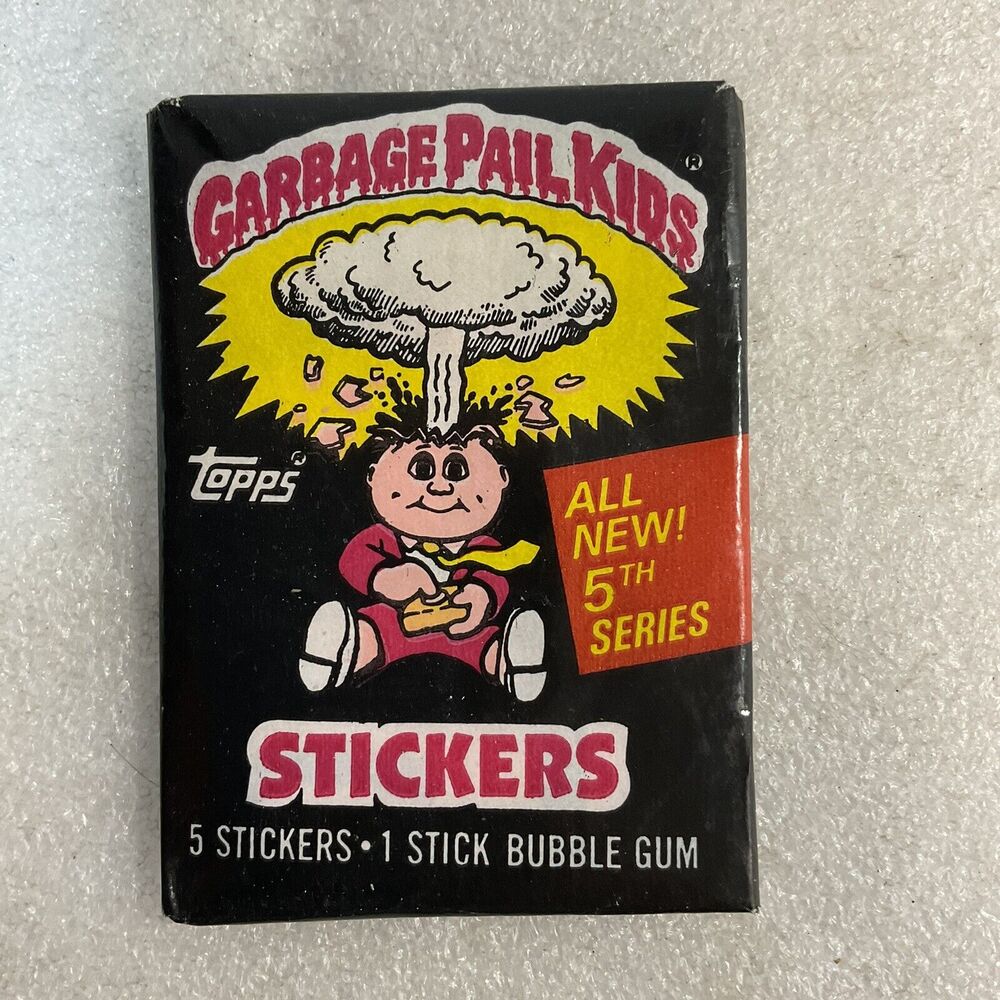 GARBAGE PAIL KIDS ®
topps®
ALL
NEW!
5TH
SERIES
STICKERS
5 STICKERS • 1 STICK BUBBLE GUM